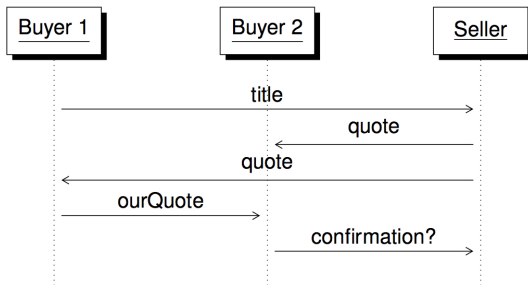 Buyer 1
Buyer 2
Seller
title
quote
quote
ourQuote
confirmation?